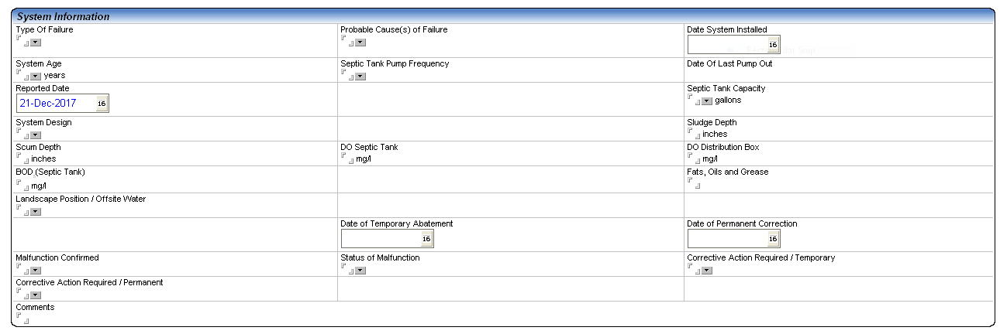 System Information
Type Of Failure
Probable Cause(s) of Failure
Date System Installed
16
System Age
years
Septic Tank Pump Frequency
Date Of Last Pump Out
Reported Date
21-Dec-2017 16
Septic Tank Capacity
gallons
System Design
Sludge Depth
inches
Scum Depth
inches
DO Septic Tank
mg/l
DO Distribution Box
mg/l
BOD (Septic Tank)
mg/l
Fats, Oils and Grease
Landscape Position / Offsite Water
Date of Temporary Abatement
16
Date of Permanent Correction
16
Malfunction Confirmed
Status of Malfunction
Corrective Action Required / Temporary
Corrective Action Required / Permanent
Comments